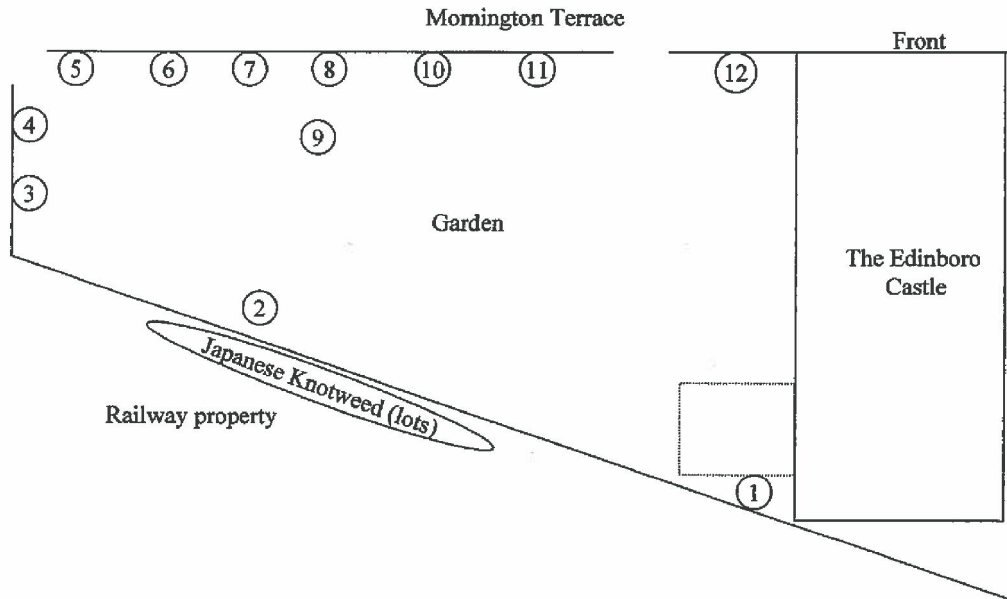 Mornington Terrace
Front
5 6 7 8 10 11 12
4
9
3
Garden
The Edinboro
Castle
2
Japanese Knotweed (lots)
Railway property
1